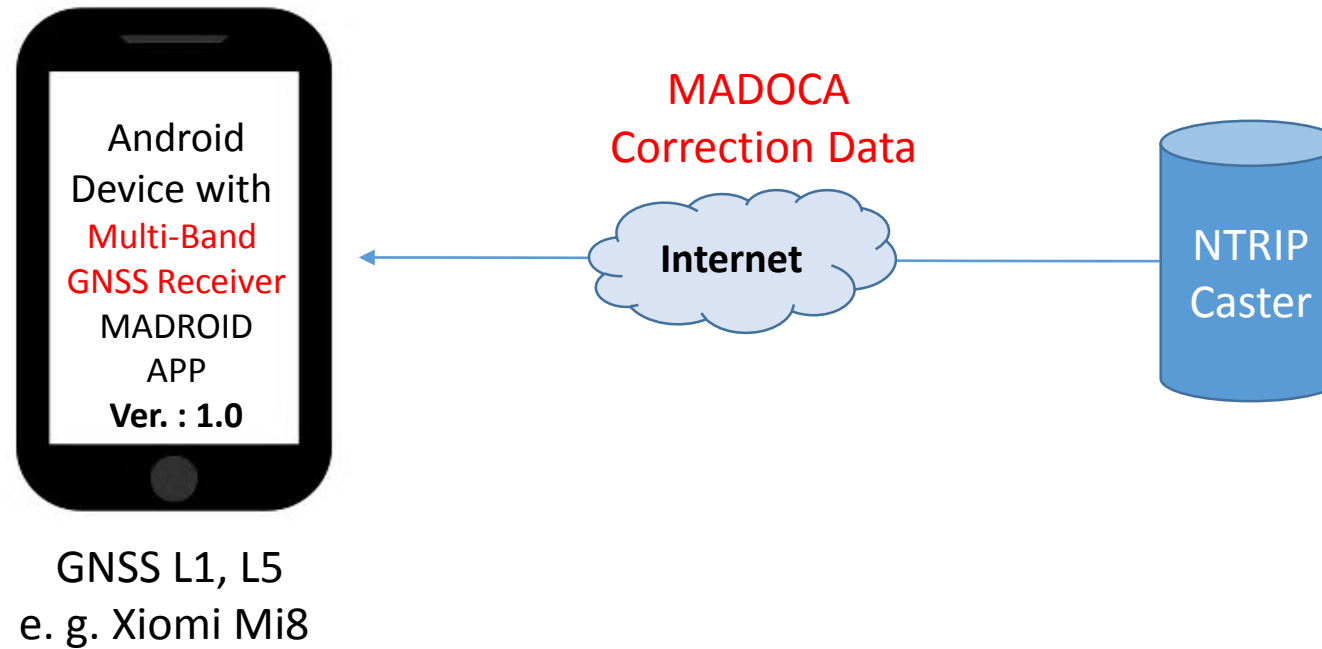 Android
Device with
Multi-Band
GNSS Receiver
MADROID
APP
Ver. : 1.0
GNSS L1, L5
e. g. Xiomi Mi8
MADOCA
Correction Data
Internet
NTRIP
Caster